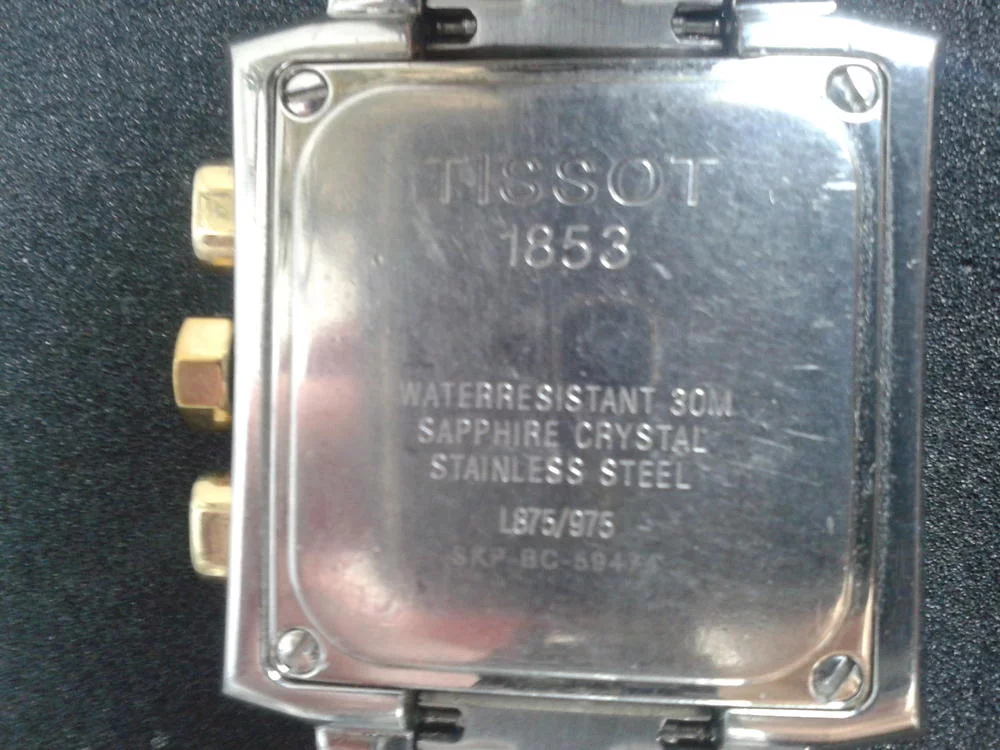 TISSOT
1853
WATERRESISTANT 30M
SAPPHIRE CRYSTAL
STAINLESS STEEL
L875/975